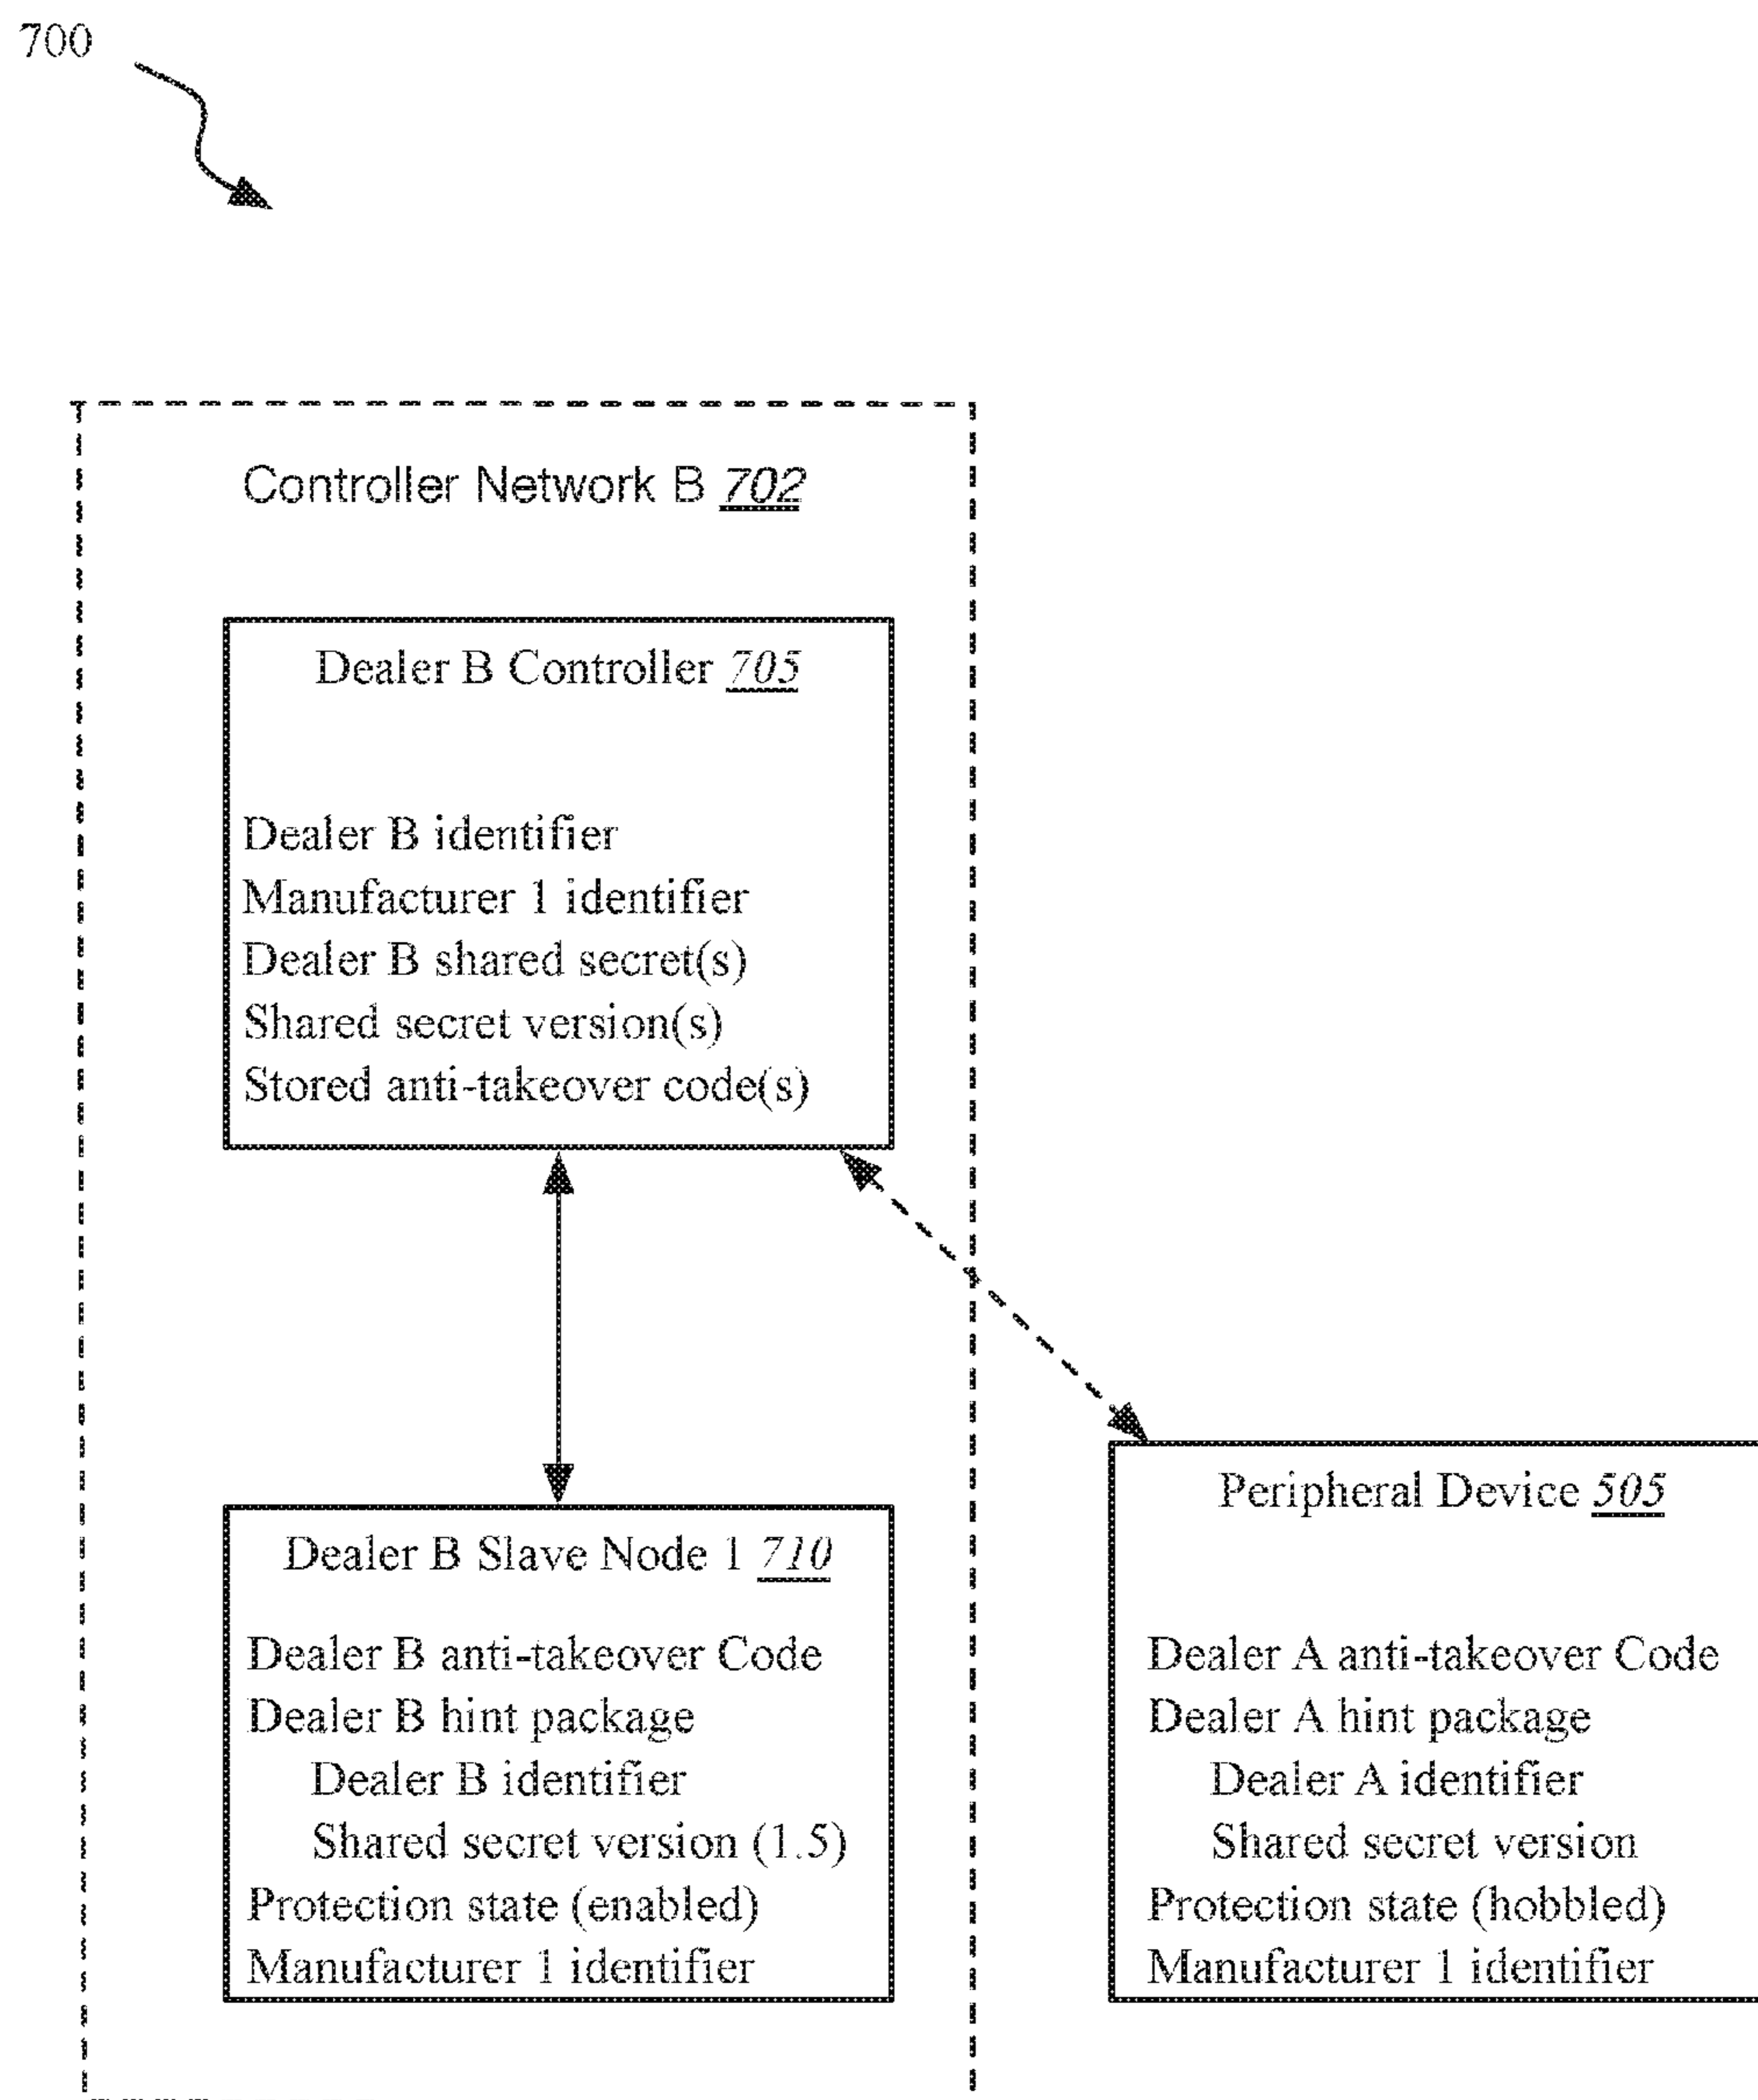 700
Controller Network B 702
Dealer B Controller 705
Dealer B identifier
Manufacturer 1 identifier
Dealer B shared secret(s)
Shared secret version(s)
Stored anti-takeover code(s)
Dealer B Slave Node 1 710
Dealer B anti-takeover Code
Dealer B hint package
Dealer B identifier
Shared secret version (1.5)
Protection state (enabled)
Manufacturer 1 identifier
Peripheral Device 505
Dealer A anti-takeover Code
Dealer A hint package
Dealer A identifier
Shared secret version
Protection state (hobbled)
Manufacturer 1 identifier